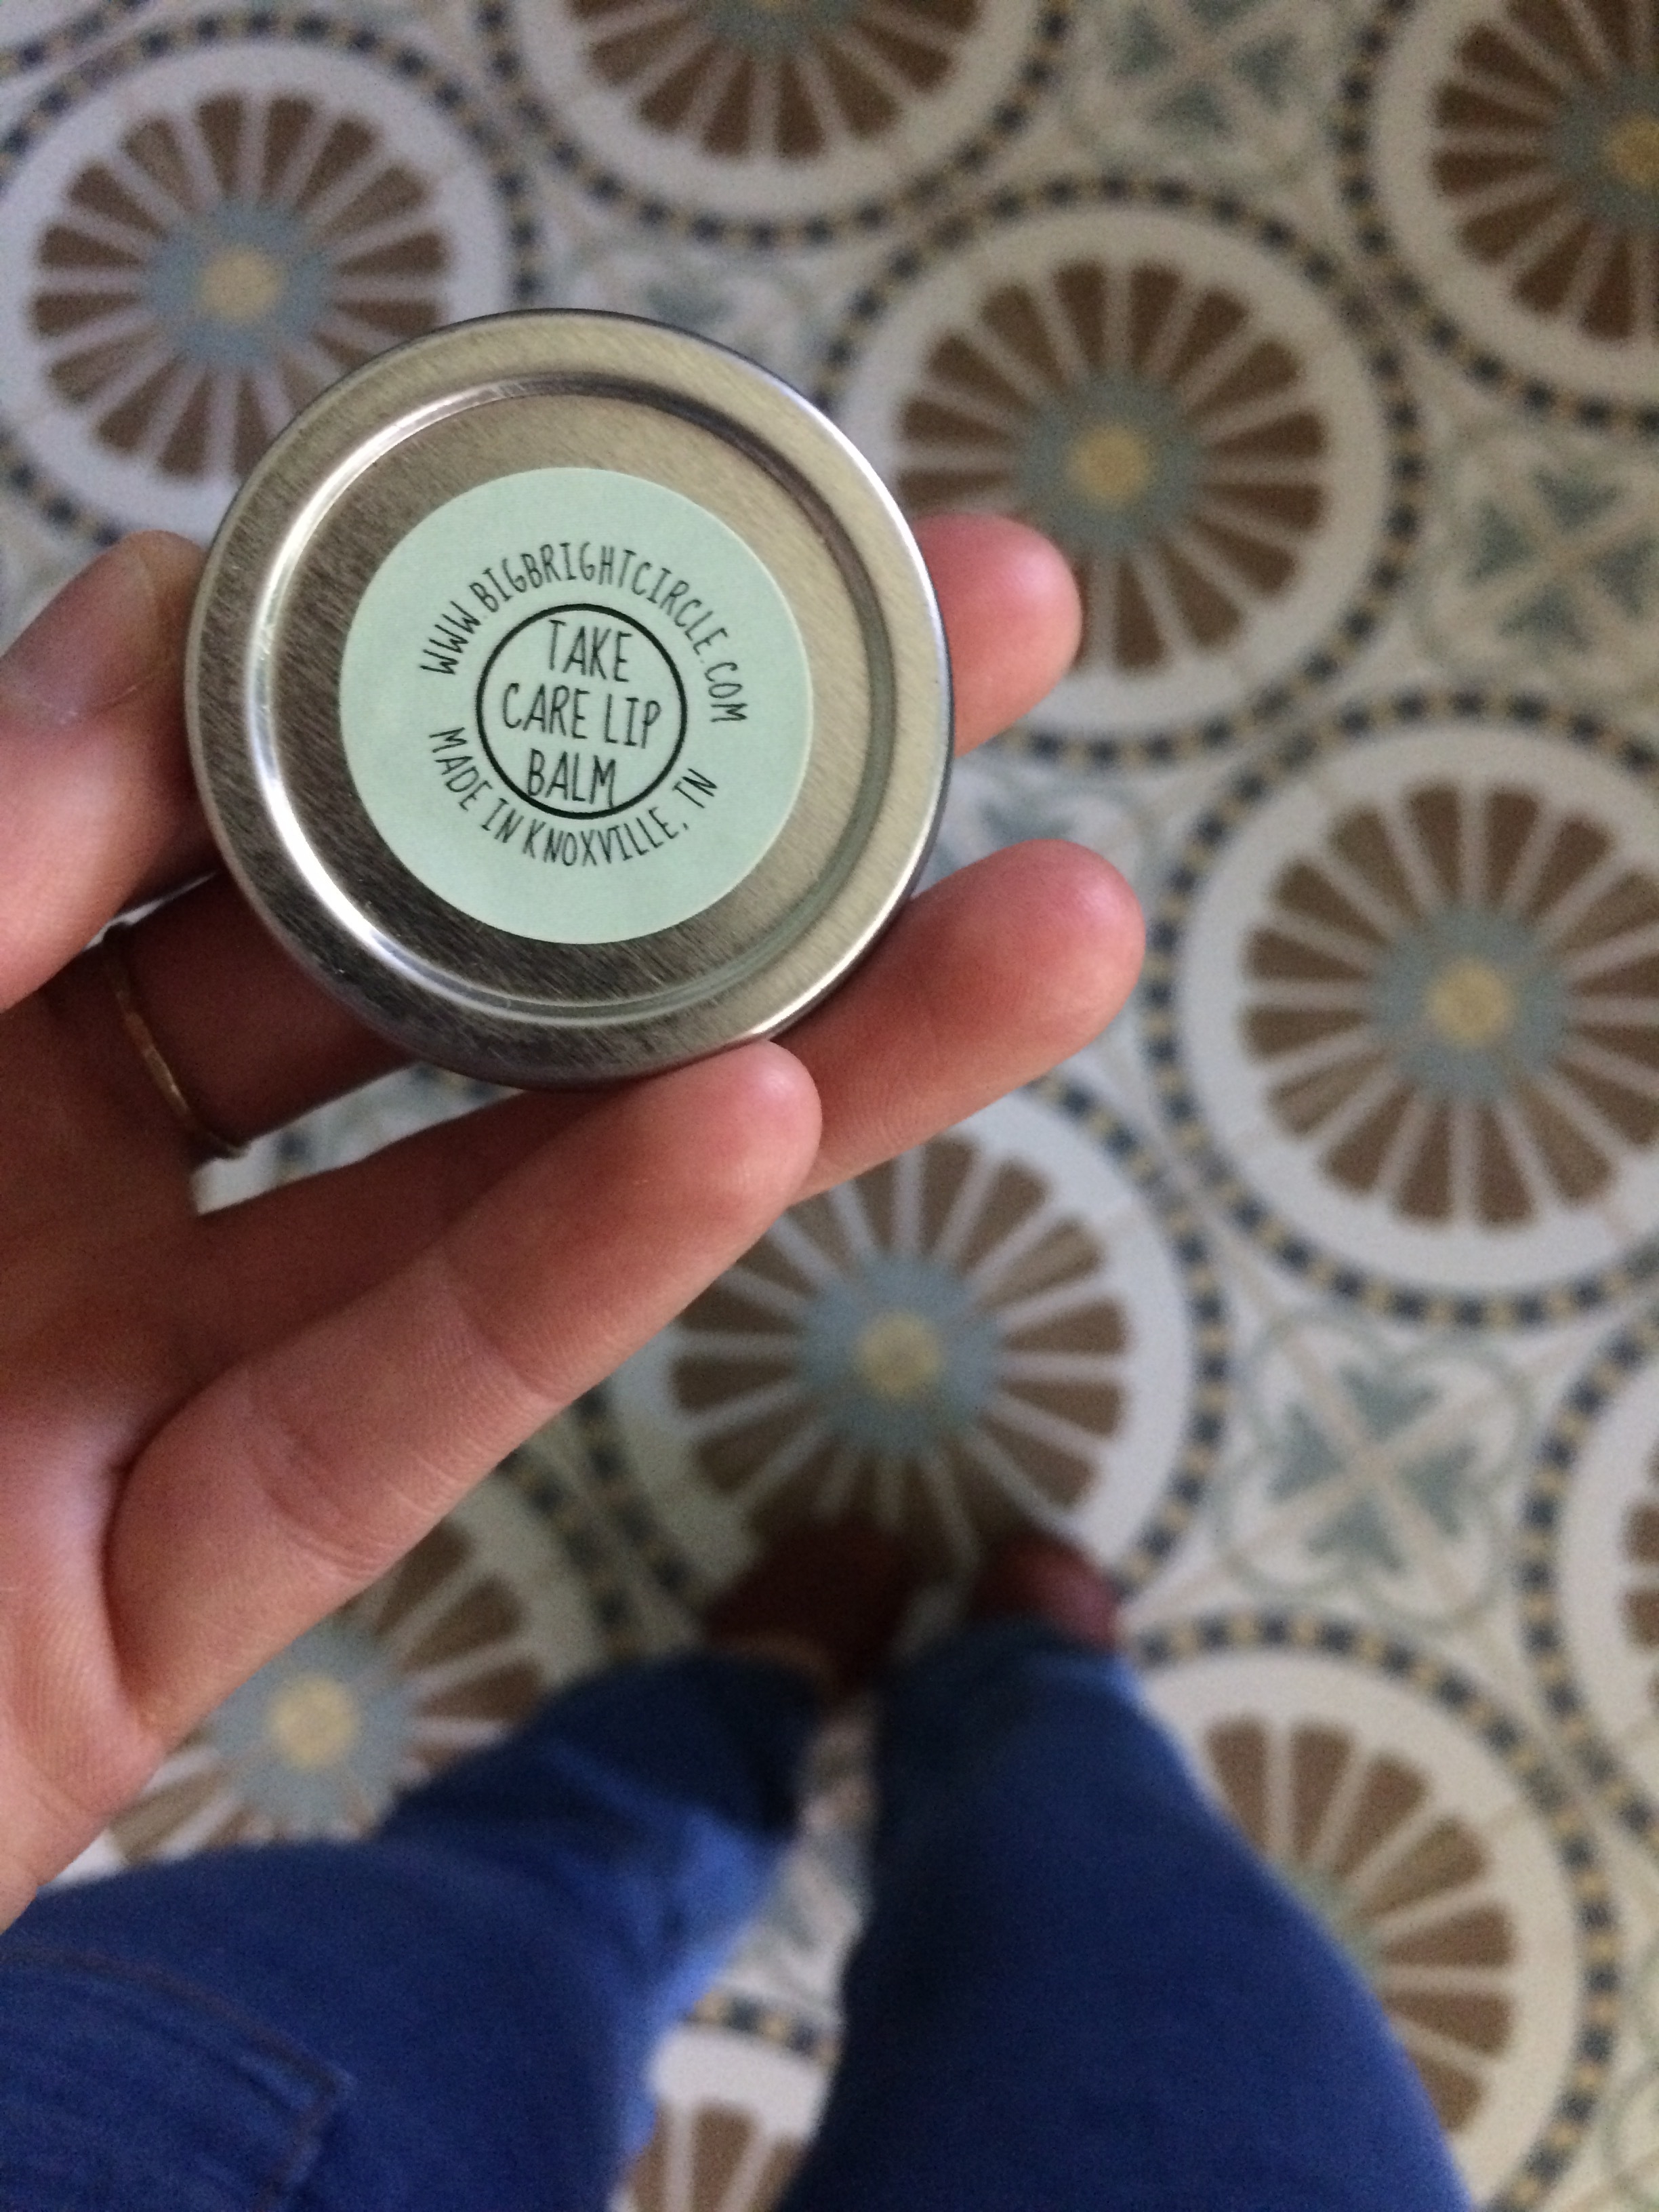 WWW.BIGBRIGHTCIRCLE.COM
TAKE
CARE LIP
BALM
MADE IN KNOXVILLE, TN